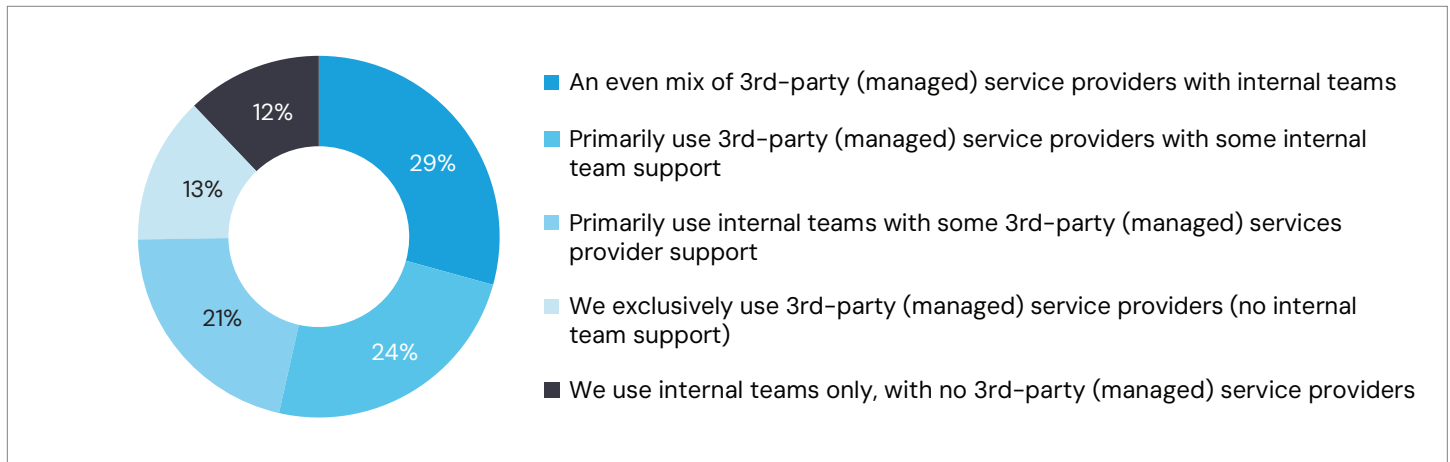 12%
29%
13%
21%
24%
An even mix of 3rd-party (managed) service providers with internal teams
Primarily use 3rd-party (managed) service providers with some internal
team support
Primarily use internal teams with some 3rd-party (managed) services
provider support
We exclusively use 3rd-party (managed) service providers (no internal
team support)
We use internal teams only, with no 3rd-party (managed) service providers